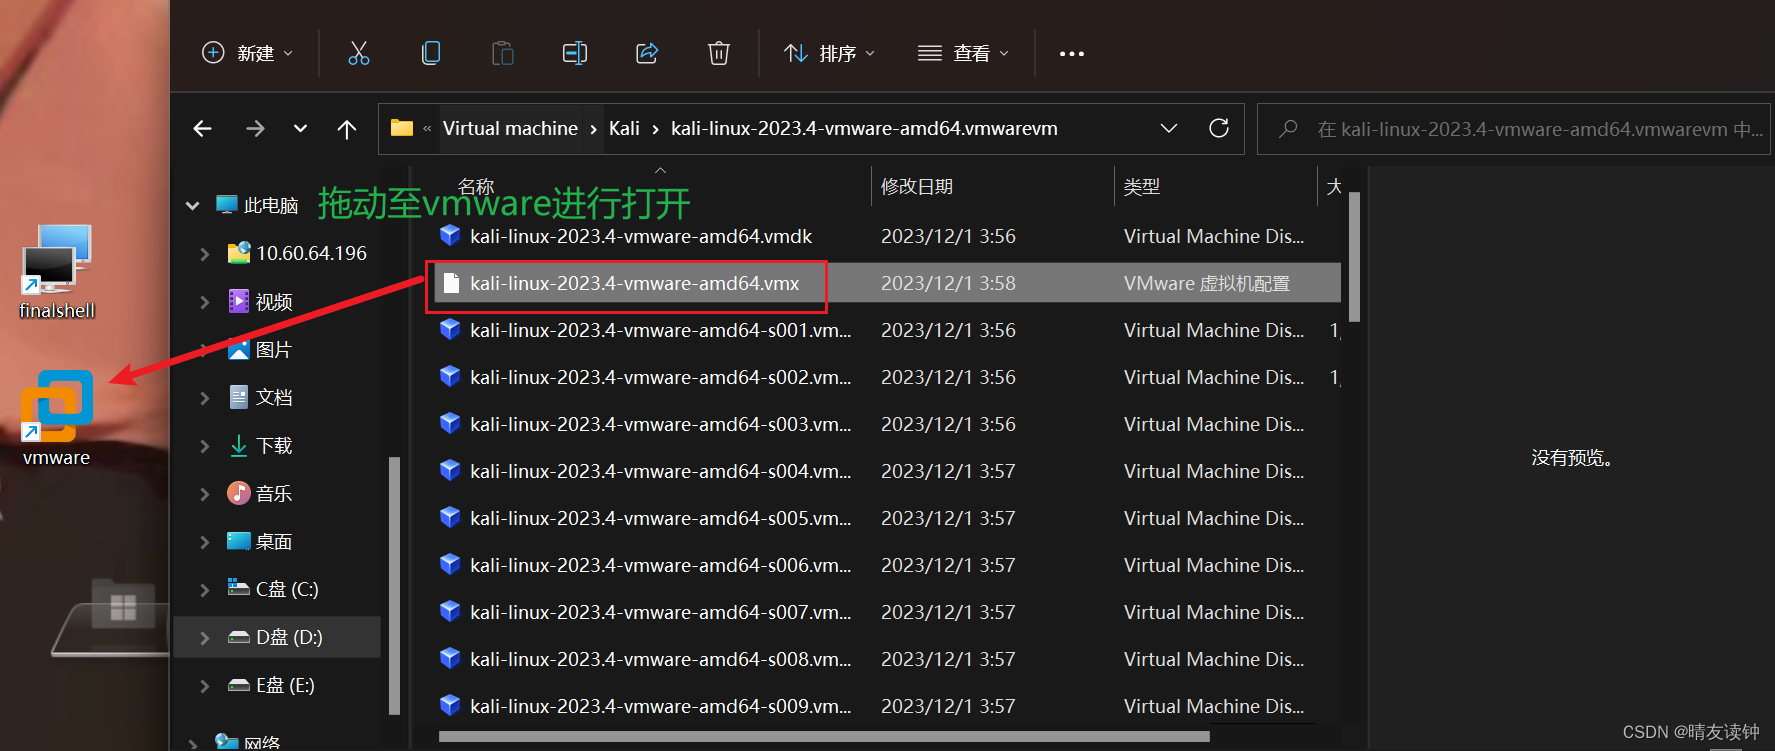 新建
排序
查看
Virtual machine › Kali › kali-linux-2023.4-vmware-amd64.vmwarevm
在 kali-linux-2023.4-vmware-amd64.vmwarevm 中...
名称 修改日期 类型 大
拖动至vmware进行打开
此电脑
10.60.64.196
视频
图片
文档
下载
音乐
桌面
C盘 (C:)
D盘 (D:)
E盘 (E:)
网络
finalshell
vmware
kali-linux-2023.4-vmware-amd64.vmdk 2023/12/1 3:56 Virtual Machine Dis...
kali-linux-2023.4-vmware-amd64.vmx 2023/12/1 3:58 VMware 虚拟机配置
kali-linux-2023.4-vmware-amd64-s001.vm... 2023/12/1 3:56 Virtual Machine Dis... 1,
kali-linux-2023.4-vmware-amd64-s002.vm... 2023/12/1 3:56 Virtual Machine Dis... 1,
kali-linux-2023.4-vmware-amd64-s003.vm... 2023/12/1 3:56 Virtual Machine Dis...
kali-linux-2023.4-vmware-amd64-s004.vm... 2023/12/1 3:57 Virtual Machine Dis...
kali-linux-2023.4-vmware-amd64-s005.vm... 2023/12/1 3:57 Virtual Machine Dis...
kali-linux-2023.4-vmware-amd64-s006.vm... 2023/12/1 3:57 Virtual Machine Dis...
kali-linux-2023.4-vmware-amd64-s007.vm... 2023/12/1 3:57 Virtual Machine Dis...
kali-linux-2023.4-vmware-amd64-s008.vm... 2023/12/1 3:57 Virtual Machine Dis...
kali-linux-2023.4-vmware-amd64-s009.vm... 2023/12/1 3:57 Virtual Machine Dis...
没有预览。
CSDN @晴友读钟